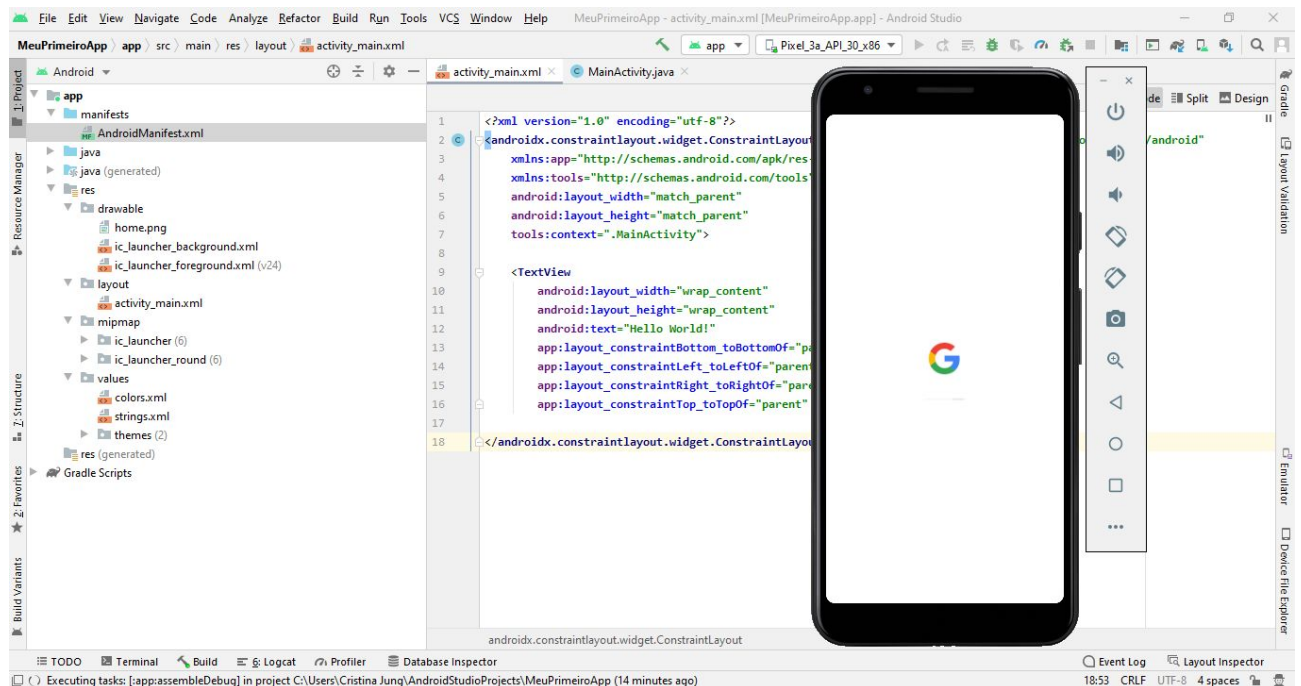 File Edit View Navigate Code Analyze Refactor Build Run Tools VCS Window Help MeuPrimeiroApp - activity_main.xml [MeuPrimeiroApp.app] - Android Studio
MeuPrimeiroApp app src main res layout activity_main.xml
app Pixel_3a_API_30_x86
1: Project
Resource Manager
7: Structure
2: Favorites
Build Variants
Android
app
manifests
AndroidManifest.xml
java
java (generated)
res
drawable
home.png
ic_launcher_background.xml
ic_launcher_foreground.xml (v24)
layout
activity_main.xml
mipmap
ic_launcher (6)
ic_launcher_round (6)
values
colors.xml
strings.xml
themes (2)
res (generated)
Gradle Scripts
activity_main.xml MainActivity.java
de Split Design
1 <?xml version="1.0" encoding="utf-8"?>
2 <androidx.constraintlayout.widget.ConstraintLayout /android"
3 xmlns:app="http://schemas.android.com/apk/res-
4 xmlns:tools="http://schemas.android.com/tools"
5 android:layout_width="match_parent"
6 android:layout_height="match_parent"
7 tools:context=".MainActivity">
8
9 <TextView
10 android:layout_width="wrap_content"
11 android:layout_height="wrap_content"
12 android:text="Hello World!"
13 app:layout_constraintBottom_toBottomOf="pa
14 app:layout_constraintLeft_toLeftOf="parent
15 app:layout_constraintRight_toRightOf="pare
16 app:layout_constraintTop_toTopOf="parent"
17
18 </androidx.constraintlayout.widget.ConstraintLayou
androidx.constraintlayout.widget.ConstraintLayout
Gradle
Layout Validation
Emulator
Device File Explorer
TODO Terminal Build 6: Logcat Profiler Database Inspector Event Log Layout Inspector
Executing tasks: [:app:assembleDebug] in project C:\Users\Cristina Jung\AndroidStudioProjects\MeuPrimeiroApp (14 minutes ago) 18:53 CRLF UTF-8 4 spaces